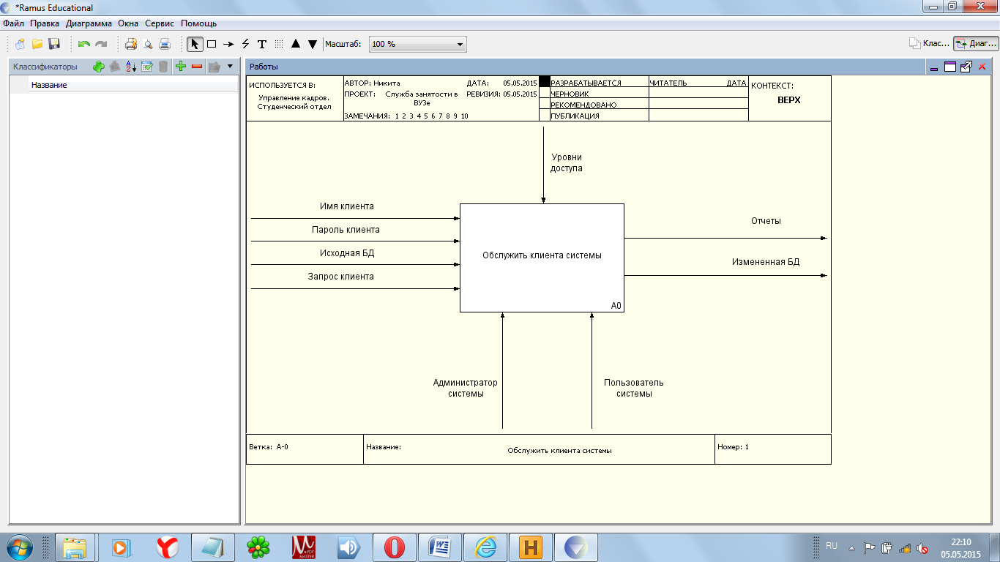 *Ramus Educational
Файл Правка Диаграмма Окна Сервис Помощь
Масштаб: 100 % Клас... Диаг...
Классификаторы
Название
Работы
ИСПОЛЬЗУЕТСЯ В:
Управление кадров.
Студенческий отдел
АВТОР: Никита ДАТА: 05.05.2015
ПРОЕКТ: Служба занятости в РЕВИЗИЯ: 05.05.2015
ВУЗе
ЗАМЕЧАНИЯ: 1 2 3 4 5 6 7 8 9 10
РАЗРАБАТЫВАЕТСЯ
ЧЕРНОВИК
РЕКОМЕНДОВАНО
ПУБЛИКАЦИЯ
ЧИТАТЕЛЬ ДАТА
КОНТЕКСТ:
ВЕРХ
Уровни
доступа
Имя клиента
Пароль клиента
Исходная БД
Запрос клиента
Обслужить клиента системы
A0
Отчеты
Измененная БД
Администратор
системы
Пользователь
системы
Ветка: A-0
Название: Обслужить клиента системы
Номер: 1
PDF
MASTER
RU
22:10
05.05.2015